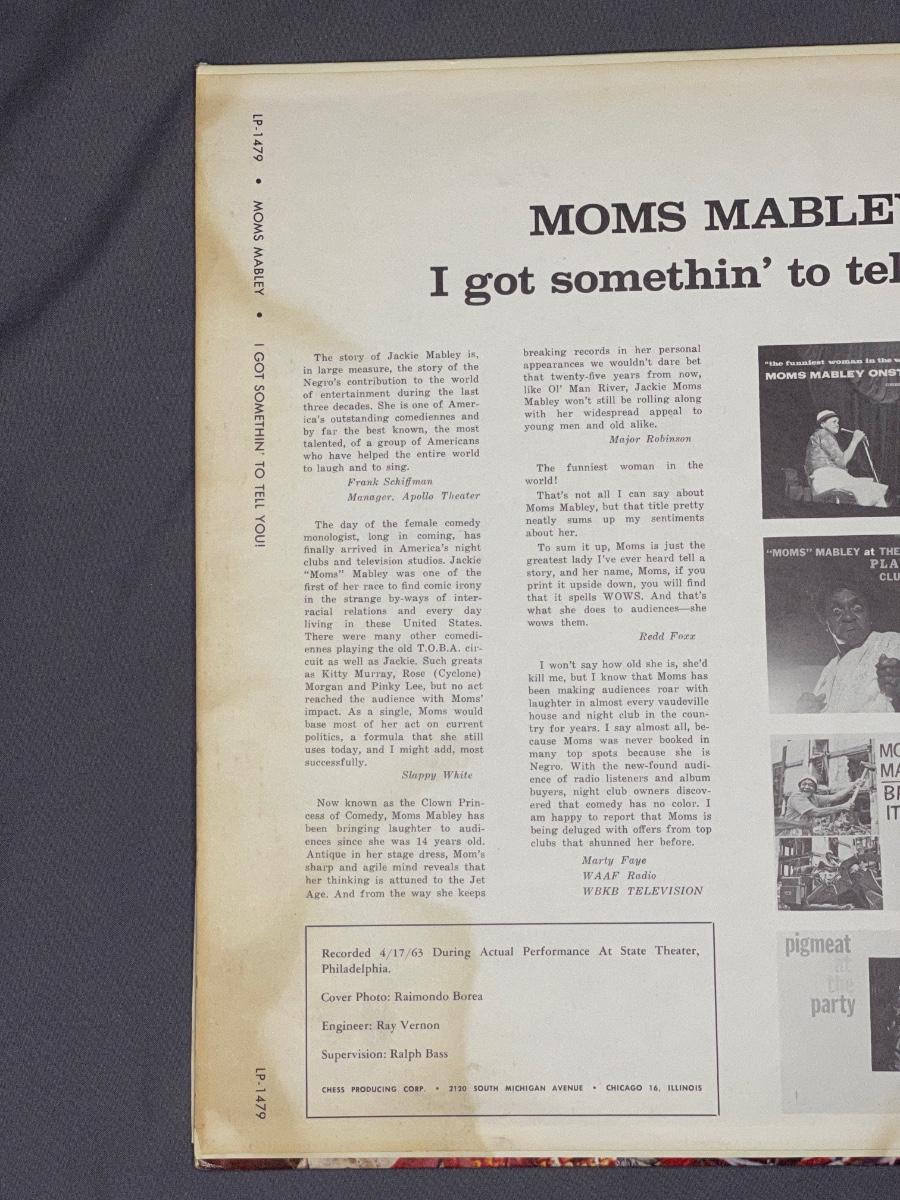 LP-1479 • MOMS MABLEY • I GOT SOMETHIN' TO TELL YOU!
LP-1479
MOMS MABLEY
I got somethin' to tel
The story of Jackie Mabley is,
in large measure, the story of the
Negro's contribution to the world
of entertainment during the last
three decades. She is one of Amer-
ica's outstanding comediennes and
by far the best known, the most
talented, of a group of Americans
who have helped the entire world
to laugh and to sing.
Frank Schiffman
Manager, Apollo Theater
The day of the female comedy
monologist, long in coming, has
finally arrived in America's night
clubs and television studios. Jackie
"Moms" Mabley was one of the
first of her race to find comic irony
in the strange by-ways of inter-
racial relations and every day
living in these United States.
There were many other comedi-
ennes playing the old T.O.B.A. cir-
cuit as well as Jackie. Such greats
as Kitty Murray, Rose (Cyclone)
Morgan and Pinky Lee, but no act
reached the audience with Moms'
impact. As a single, Moms would
base most of her act on current
politics, a formula that she still
uses today, and I might add, most
successfully.
Slappy White
Now known as the Clown Prin-
cess of Comedy, Moms Mabley has
been bringing laughter to audi-
ences since she was 14 years old.
Antique in her stage dress, Mom's
sharp and agile mind reveals that
her thinking is attuned to the Jet
Age. And from the way she keeps
breaking records in her personal
appearances we wouldn't dare bet
that twenty-five years from now,
like Ol' Man River, Jackie Moms
Mabley won't still be rolling along
with her widespread appeal to
young men and old alike.
Major Robinson
The funniest woman in the
world!
That's not all I can say about
Moms Mabley, but that title pretty
neatly sums up my sentiments
about her.
To sum it up, Moms is just the
greatest lady I've ever heard tell a
story, and her name, Moms, if you
print it upside down, you will find
that it spells WOWS. And that's
what she does to audiences—she
wows them.
Redd Foxx
I won't say how old she is, she'd
kill me, but I know that Moms has
been making audiences roar with
laughter in almost every vaudeville
house and night club in the coun-
try for years. I say almost all, be-
cause Moms was never booked in
many top spots because she is
Negro. With the new-found audi-
ence of radio listeners and album
buyers, night club owners discov-
ered that comedy has no color. I
am happy to report that Moms is
being deluged with offers from top
clubs that shunned her before.
Marty Faye
WAAF Radio
WBKB TELEVISION
"the funniest woman in the w
MOMS MABLEY ONST
"MOMS" MABLEY at THE
PLA
CLU
MO
MA
BR
IT
pigmeat
at
the
party
Recorded 4/17/63 During Actual Performance At State Theater,
Philadelphia.
Cover Photo: Raimondo Borea
Engineer: Ray Vernon
Supervision: Ralph Bass
CHESS PRODUCING CORP. • 2120 SOUTH MICHIGAN AVENUE • CHICAGO 16, ILLINOIS